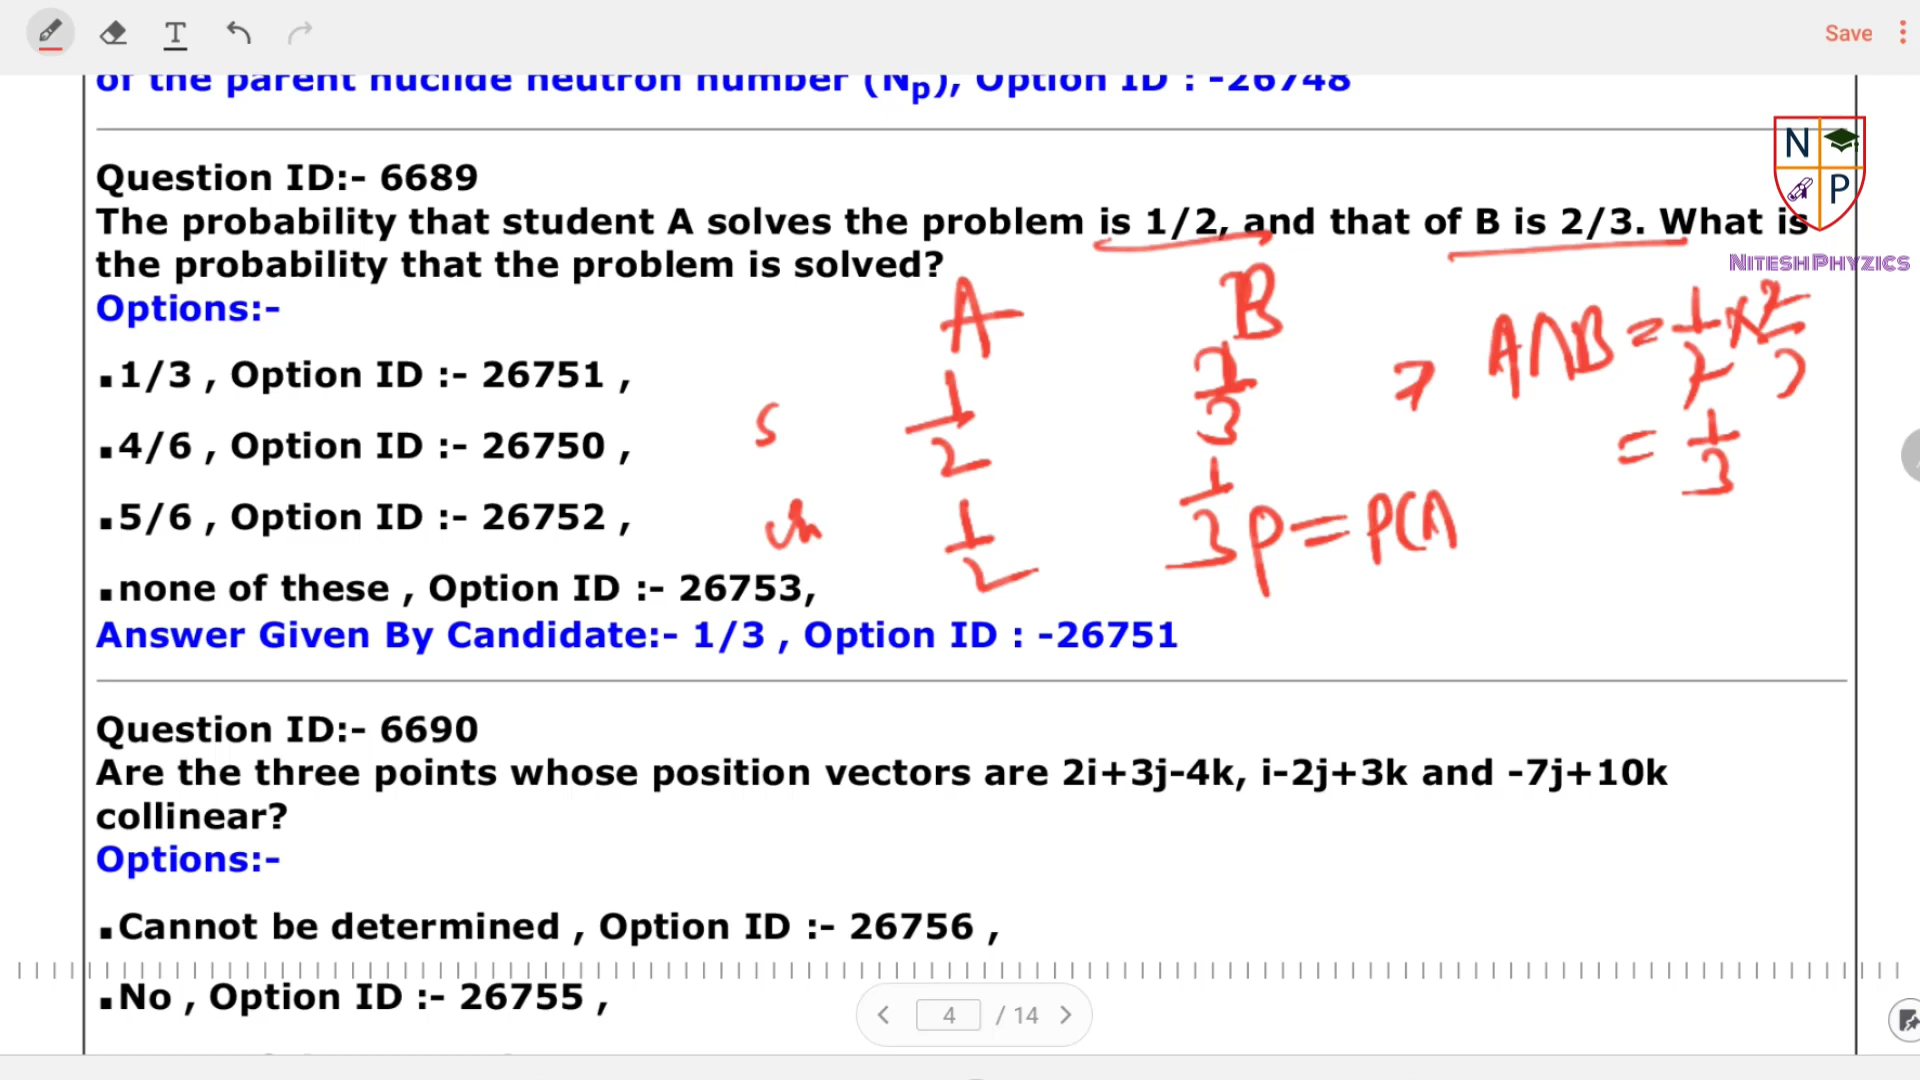 Save
of the parent nuclide neutron number (Np), Option ID : -26748
N P
NITESHPHYZICS
Question ID:- 6689
The probability that student A solves the problem is 1/2, and that of B is 2/3. What is
the probability that the problem is solved?
Options:-
▪1/3 , Option ID :- 26751 ,
▪4/6 , Option ID :- 26750 ,
▪5/6 , Option ID :- 26752 ,
▪none of these , Option ID :- 26753,
Answer Given By Candidate:- 1/3 , Option ID : -26751
A B
S 1/2 2/3
1/2 1/3
A∩B = 1/2 × 2/3
= 1/3
P = P(A
Question ID:- 6690
Are the three points whose position vectors are 2i+3j-4k, i-2j+3k and -7j+10k
collinear?
Options:-
▪Cannot be determined , Option ID :- 26756 ,
▪No , Option ID :- 26755 ,
4 / 14